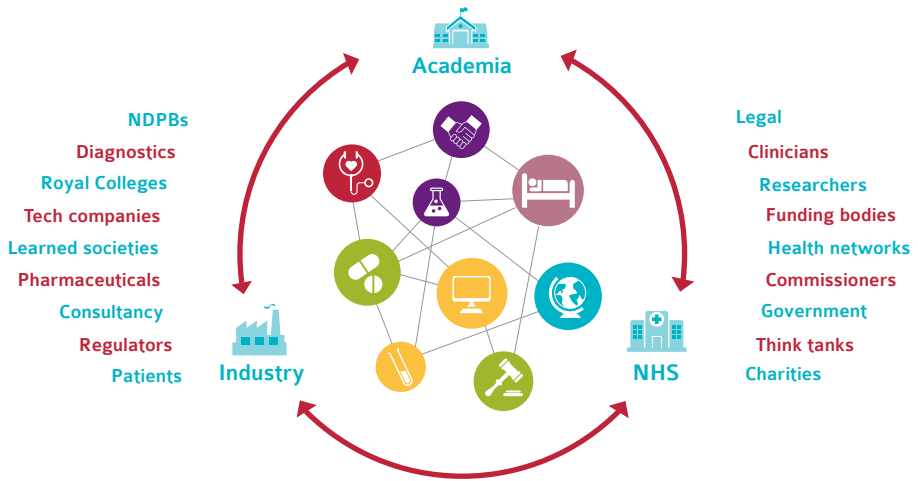 Academia
NDPBs
Diagnostics
Royal Colleges
Tech companies
Learned societies
Pharmaceuticals
Consultancy
Regulators
Patients
Industry
Legal
Clinicians
Researchers
Funding bodies
Health networks
Commissioners
Government
Think tanks
Charities
NHS